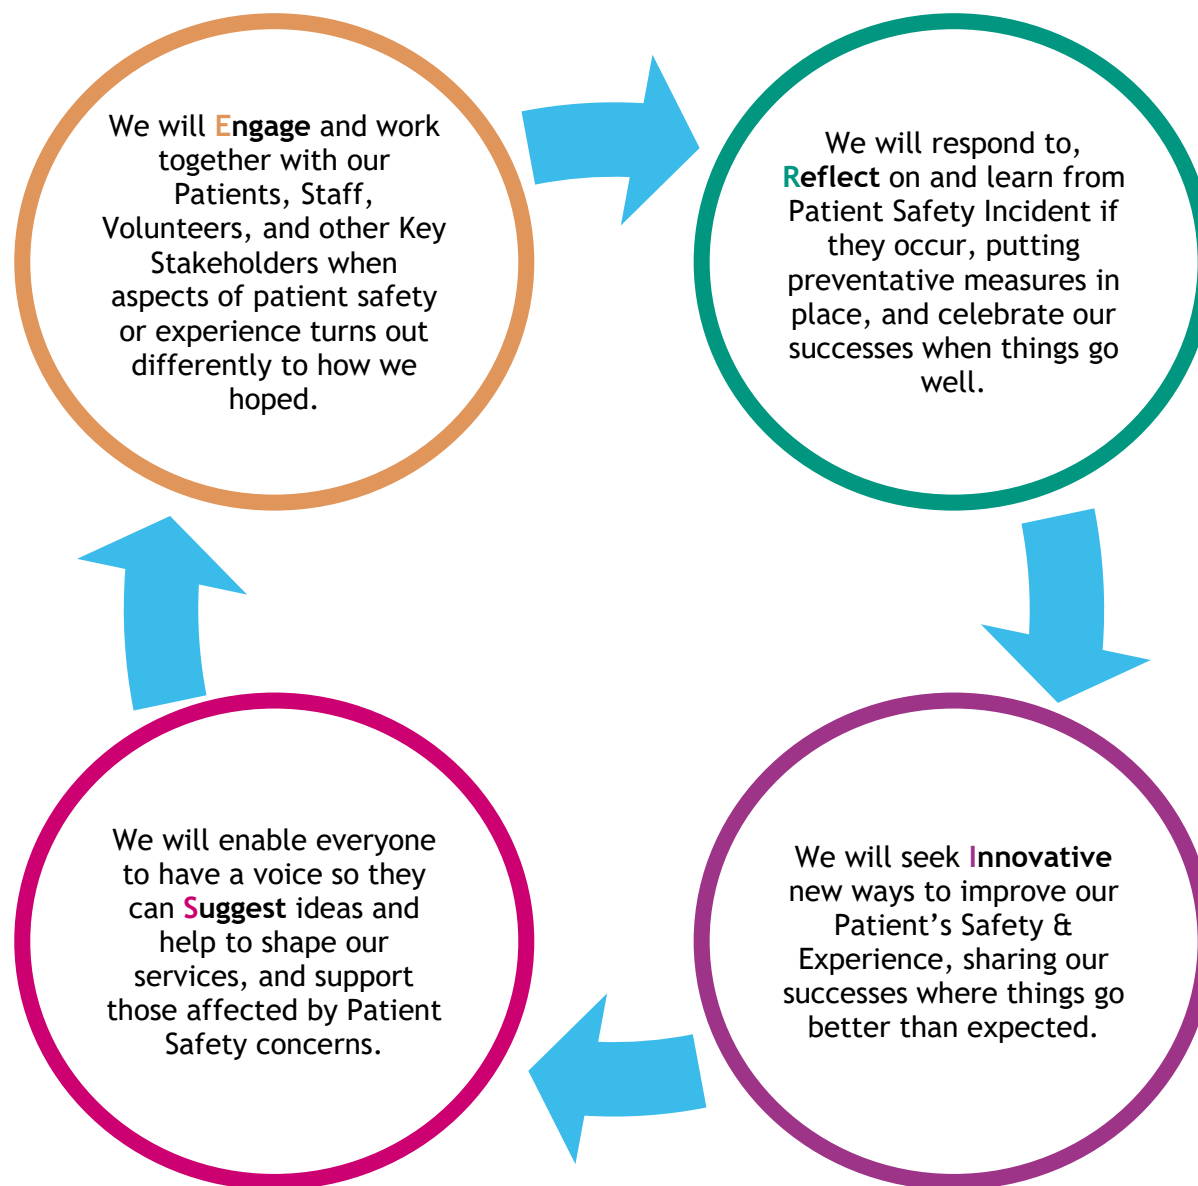 We will Engage and work
together with our
Patients, Staff,
Volunteers, and other Key
Stakeholders when
aspects of patient safety
or experience turns out
differently to how we
hoped.
We will respond to,
Reflect on and learn from
Patient Safety Incident if
they occur, putting
preventative measures in
place, and celebrate our
successes when things go
well.
We will seek Innovative
new ways to improve our
Patient’s Safety &
Experience, sharing our
successes where things go
better than expected.
We will enable everyone
to have a voice so they
can Suggest ideas and
help to shape our
services, and support
those affected by Patient
Safety concerns.